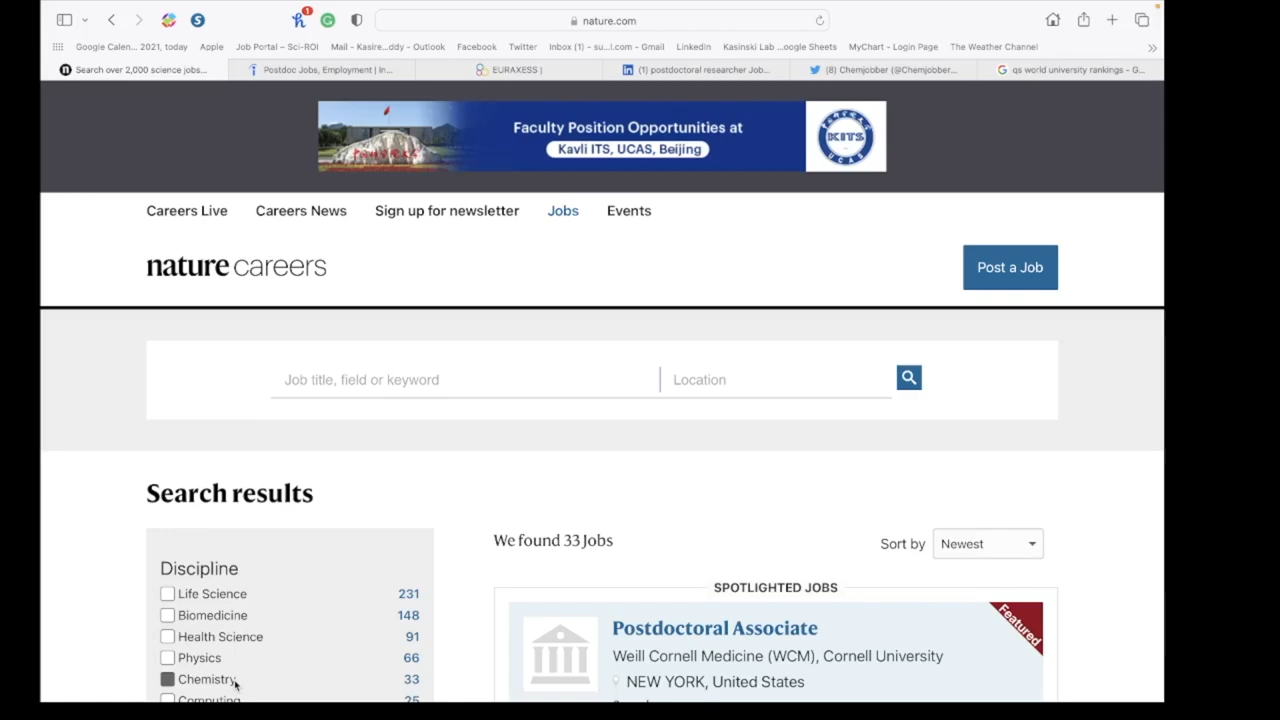 nature.com
Google Calen... 2021, today
Apple
Job Portal – Sci-ROI
Mail - Kasire...ddy - Outlook
Facebook
Twitter
Inbox (1) - su...l.com - Gmail
LinkedIn
Kasinski Lab ...oogle Sheets
MyChart - Login Page
The Weather Channel
Search over 2,000 science jobs...
Postdoc Jobs, Employment | In...
EURAXESS |
(1) postdoctoral researcher Job...
(8) Chemjobber (@Chemjobber...
qs world university rankings - G...
Faculty Position Opportunities at
Kavli ITS, UCAS, Beijing
KITS
UCAS
Careers Live
Careers News
Sign up for newsletter
Jobs
Events
nature careers
Post a Job
Job title, field or keyword
Location
Search results
We found 33 Jobs
Sort by
Newest
Discipline
Life Science 231
Biomedicine 148
Health Science 91
Physics 66
Chemistry 33
Computing 25
SPOTLIGHTED JOBS
Featured
Postdoctoral Associate
Weill Cornell Medicine (WCM), Cornell University
NEW YORK, United States